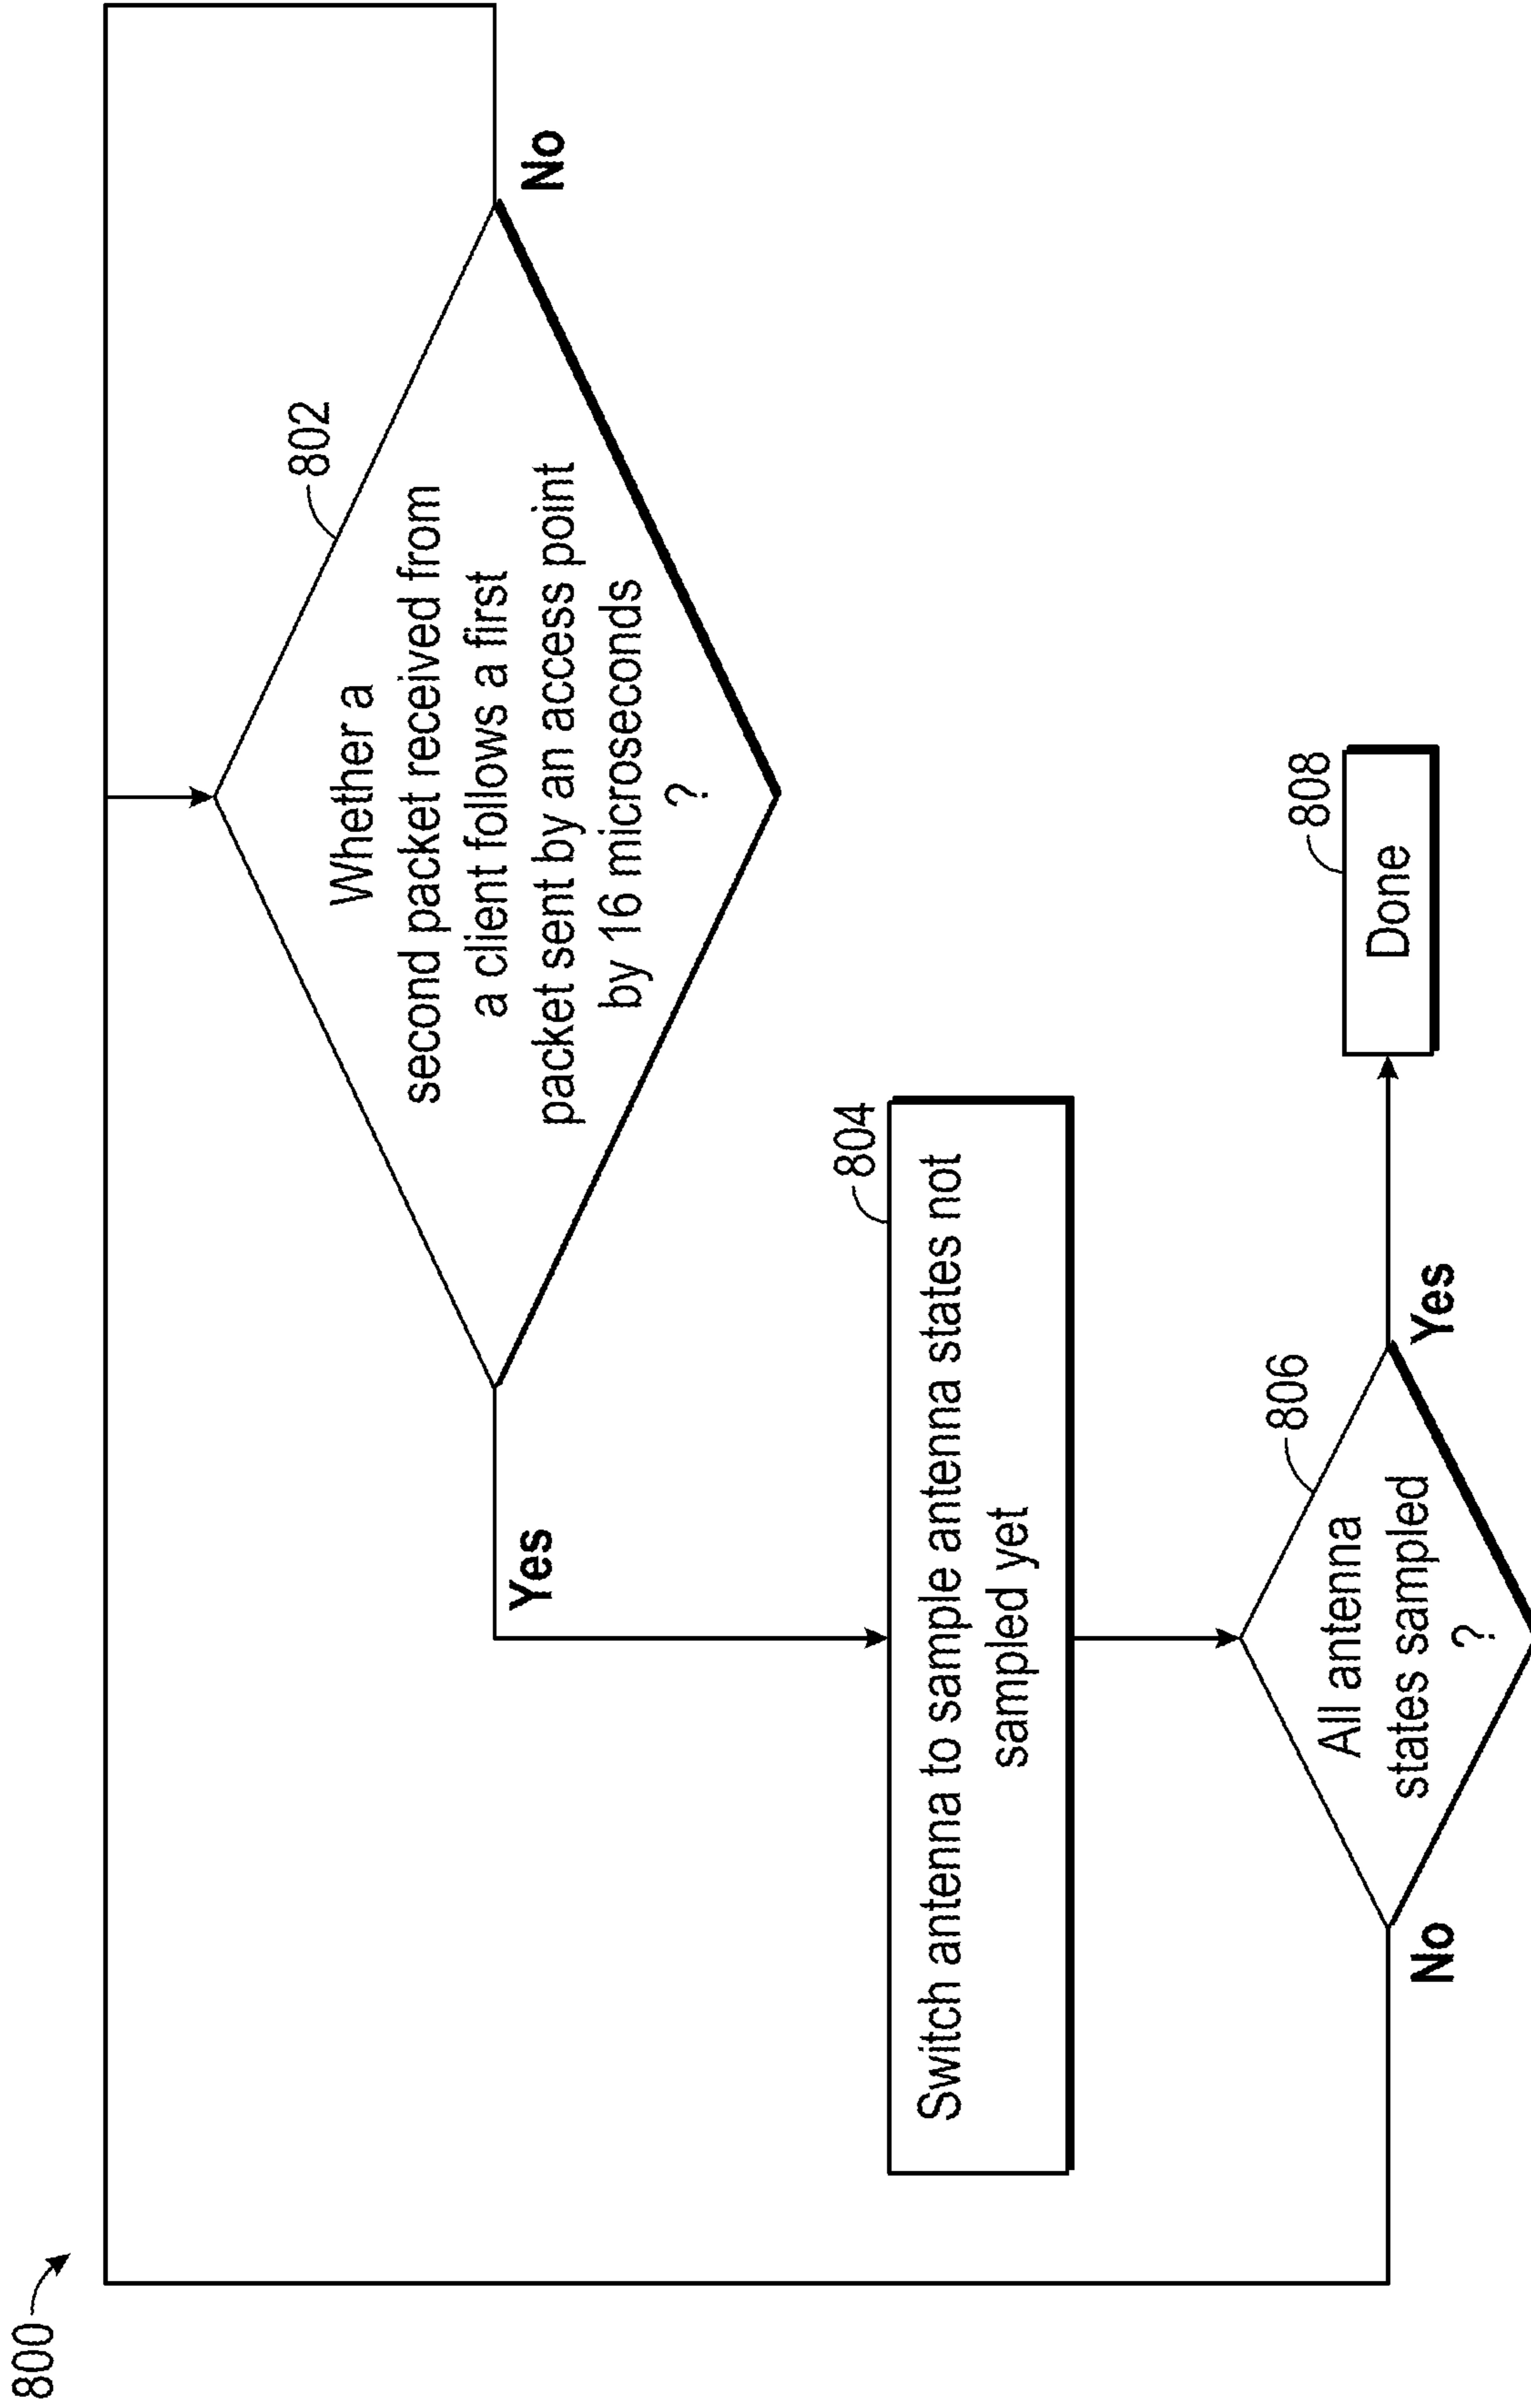 800
802
Whether a
second packet received from
a client follows a first
packet sent by an access point
by 16 microseconds
?
No
Yes
804
Switch antenna to sample antenna states not
sampled yet
806
All antenna
states sampled
?
No
Yes
808
Done